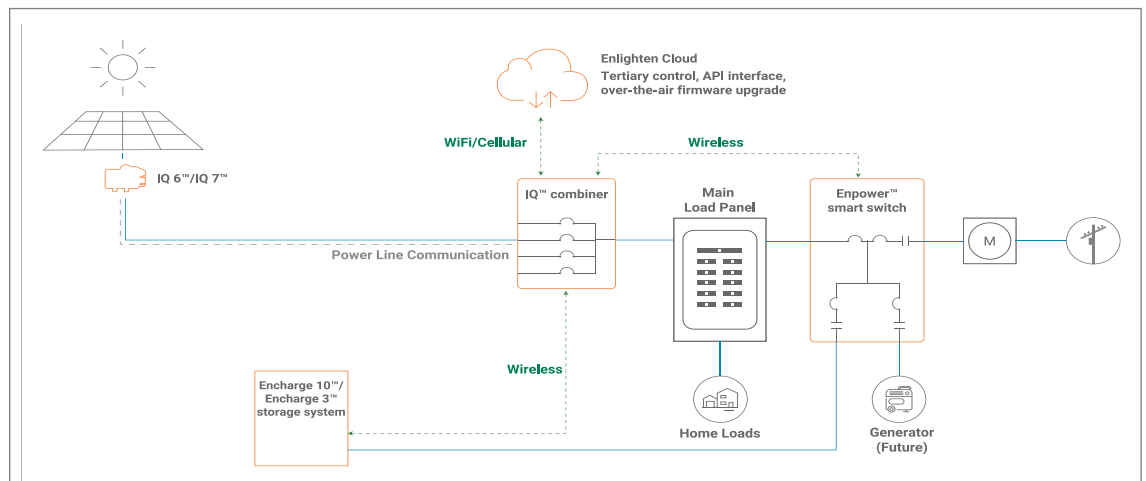 Enlighten Cloud
Tertiary control, API interface,
over-the-air firmware upgrade
WiFi/Cellular
Wireless
IQ 6™/IQ 7™
IQ™ combiner
Main
Load Panel
Enpower™
smart switch
M
Power Line Communication
Wireless
Encharge 10™/
Encharge 3™
storage system
Home Loads
Generator
(Future)